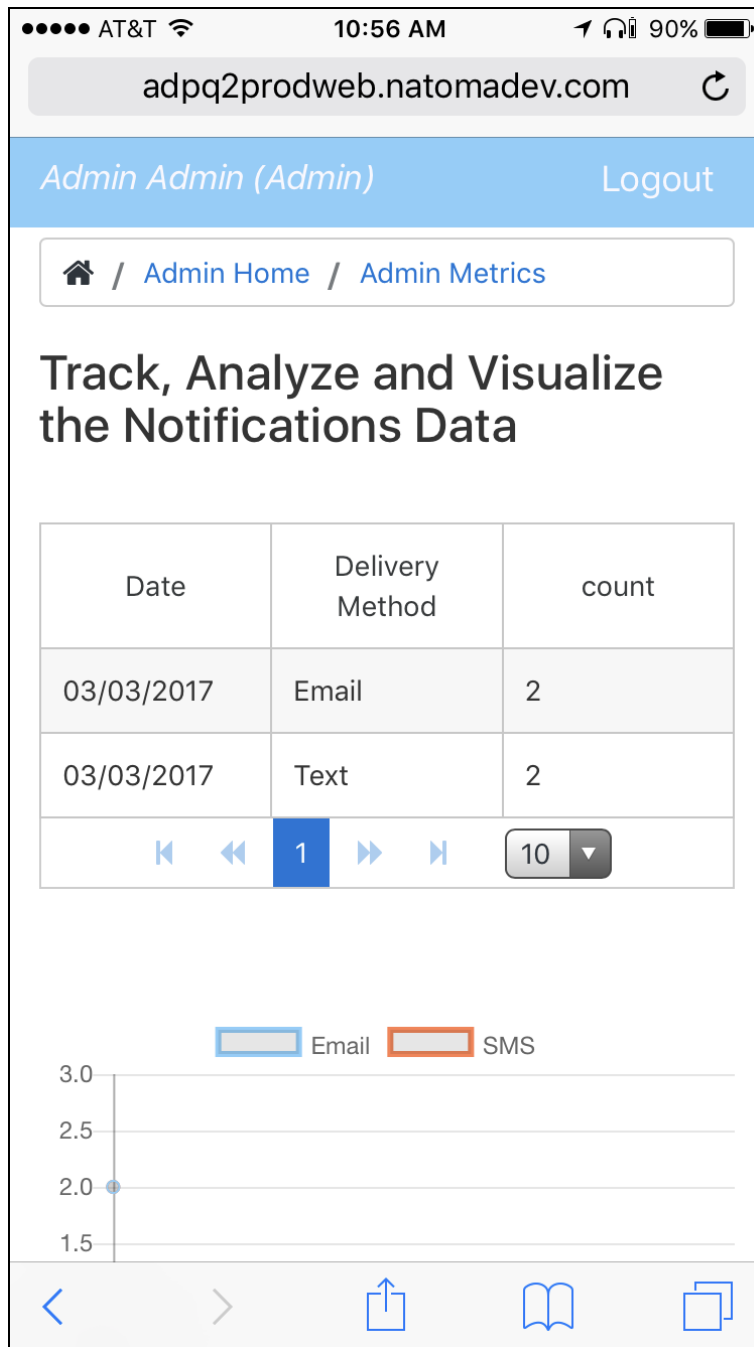 AT&T 10:56 AM 90%
adpq2prodweb.natomadev.com
Admin Admin (Admin) Logout
/ Admin Home / Admin Metrics
Track, Analyze and Visualize
the Notifications Data
Date Delivery Method count
03/03/2017 Email 2
03/03/2017 Text 2
1 10
Email SMS
3.0
2.5
2.0
1.5